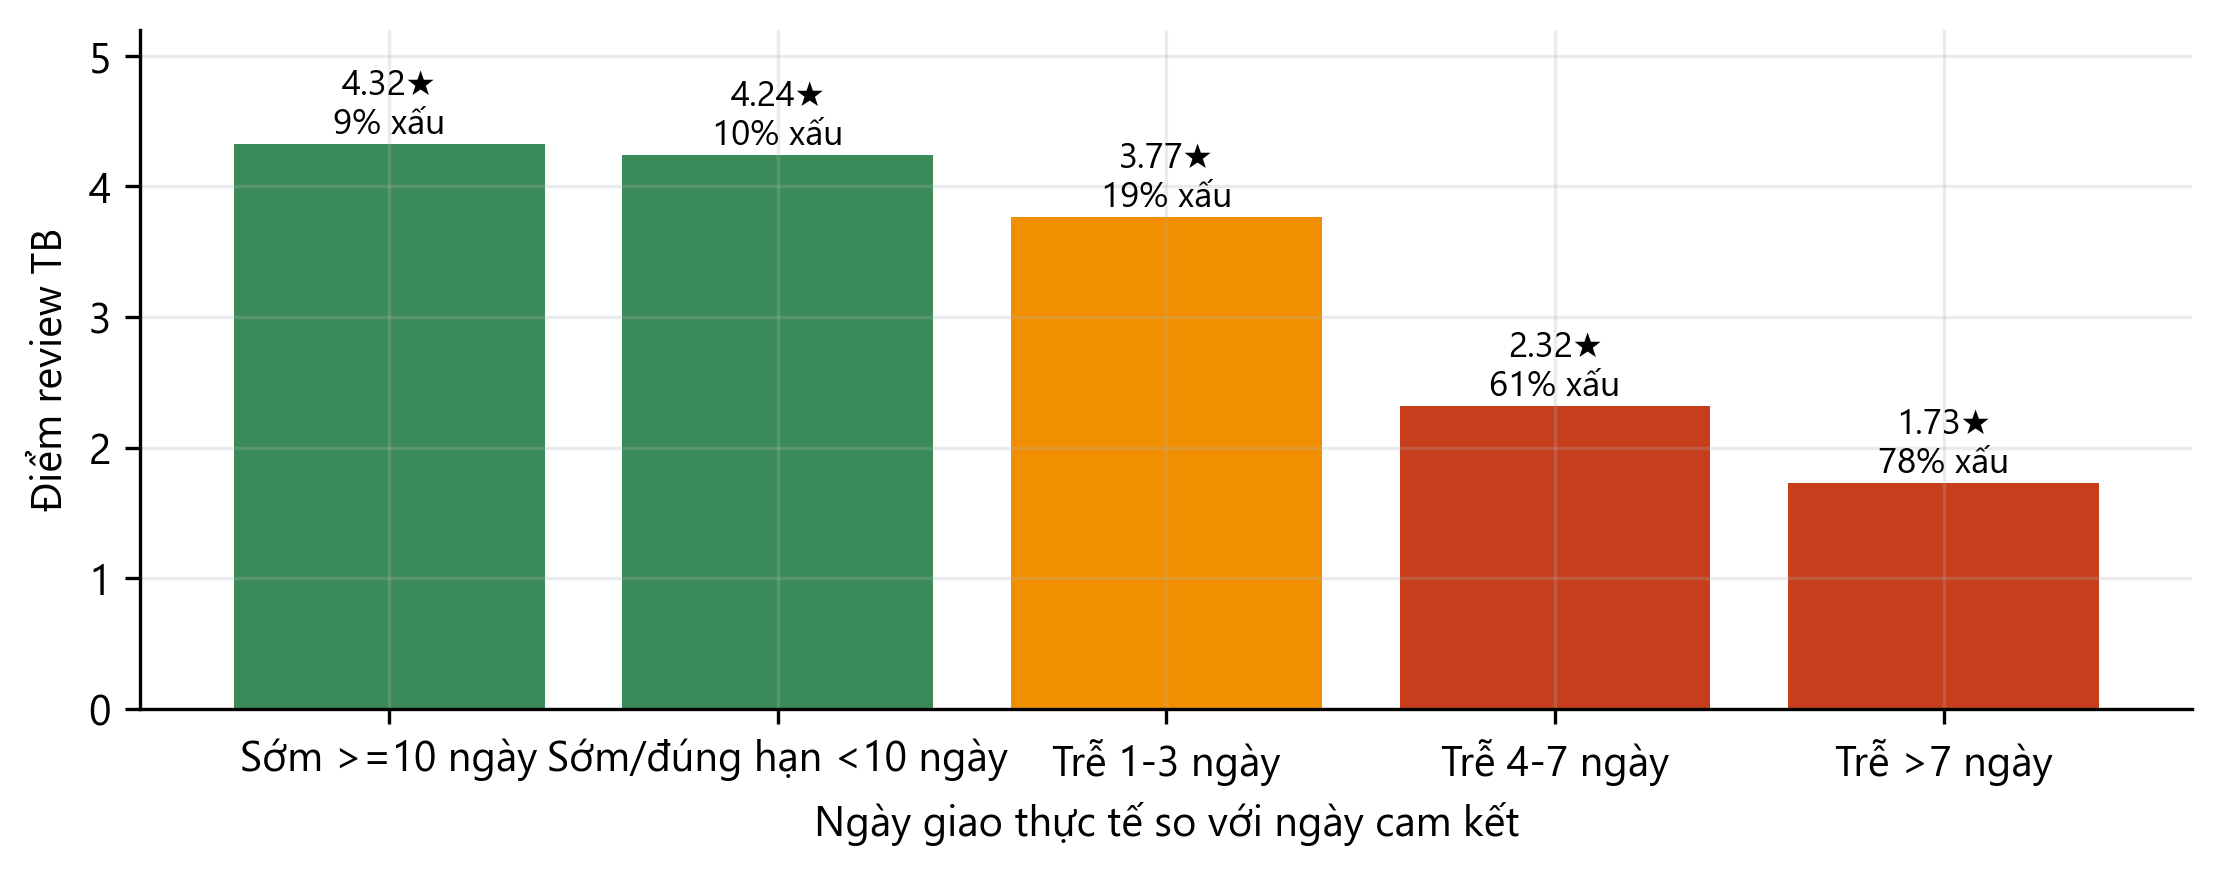 5
4
3
2
1
0
Điểm review TB
4.32★
9% xấu
4.24★
10% xấu
3.77★
19% xấu
2.32★
61% xấu
1.73★
78% xấu
Sớm >=10 ngày
Sớm/đúng hạn <10 ngày
Trễ 1-3 ngày
Trễ 4-7 ngày
Trễ >7 ngày
Ngày giao thực tế so với ngày cam kết